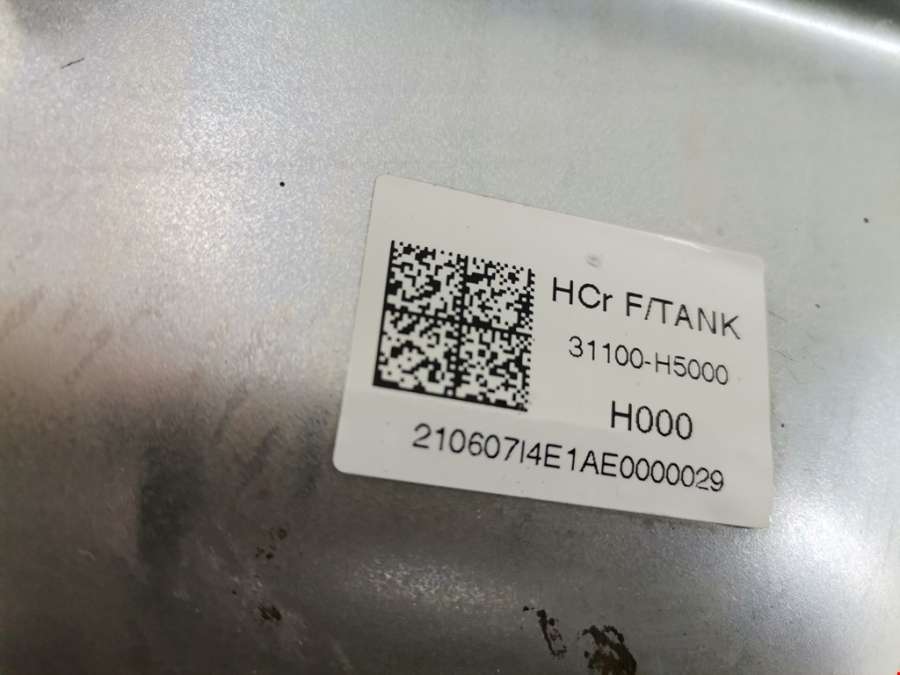 HCr F/TANK
31100-H5000
H000
210607I4E1AE0000029